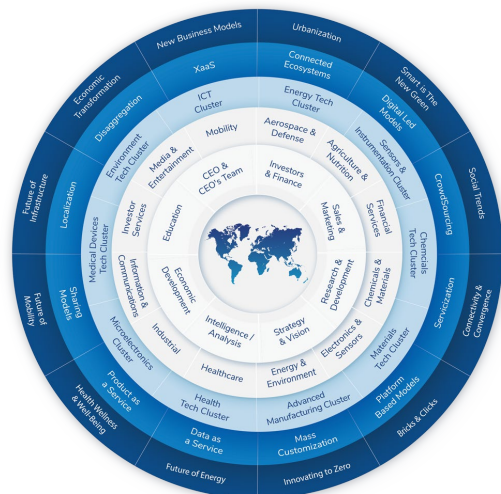 New Business Models
Urbanization
Smart is The
New Green
Social Trends
Connectivity &
Convergence
Bricks & Clicks
Innovating to Zero
Future of Energy
Health Wellness
& Well-Being
Future of
Mobility
Future of
Infrastructure
Economic
Transformation
XaaS
Connected
Ecosystems
Digital Led
Models
CrowdSourcing
Servicization
Platform
Based Models
Mass
Customization
Data as
a Service
Product as
a Service
Sharing
Models
Localization
Disaggregation
ICT
Cluster
Energy Tech
Cluster
Sensors &
Instrumentation Cluster
Chemcials
Tech Cluster
Materials
Tech Cluster
Advanced
Manufacturing Cluster
Health
Tech Cluster
Microelectronics
Cluster
Medical Devices
Tech Cluster
Environment
Tech Cluster
Mobility
Aerospace &
Defense
Agriculture &
Nutrition
Financial
Services
Chemicals &
Materials
Electronics &
Sensors
Energy &
Environment
Healthcare
Industrial
Information &
Communications
Investor
Services
Media &
Entertainment
CEO &
CEO's Team
Investors
& Finance
Sales &
Marketing
Research &
Development
Strategy
& Vision
Intelligence /
Analysis
Economic
Development
Education